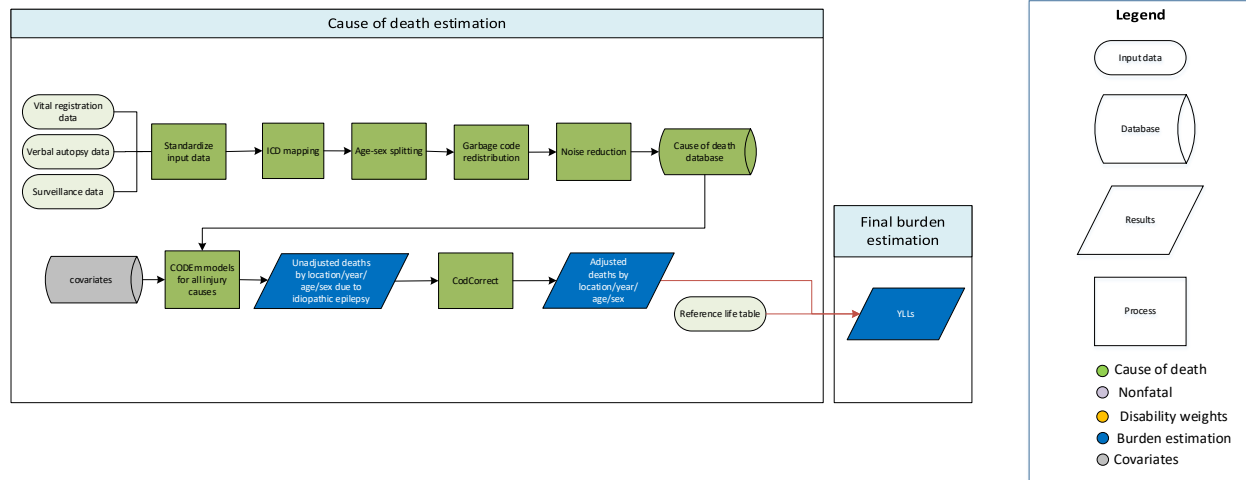 Cause of death estimation
Vital registration
data
Verbal autopsy data
Surveillance data
Standardize
input data
ICD mapping
Age-sex splitting
Garbage code
redistribution
Noise reduction
Cause of death
database
covariates
CODEm models
for all injury
causes
Unadjusted deaths
by location/year/
age/sex due to
idiopathic epilepsy
CodCorrect
Adjusted
deaths by
location/year/
age/sex
Reference life table
Final burden
estimation
YLLs
Legend
Input data
Database
Results
Process
Cause of death
Nonfatal
Disability weights
Burden estimation
Covariates